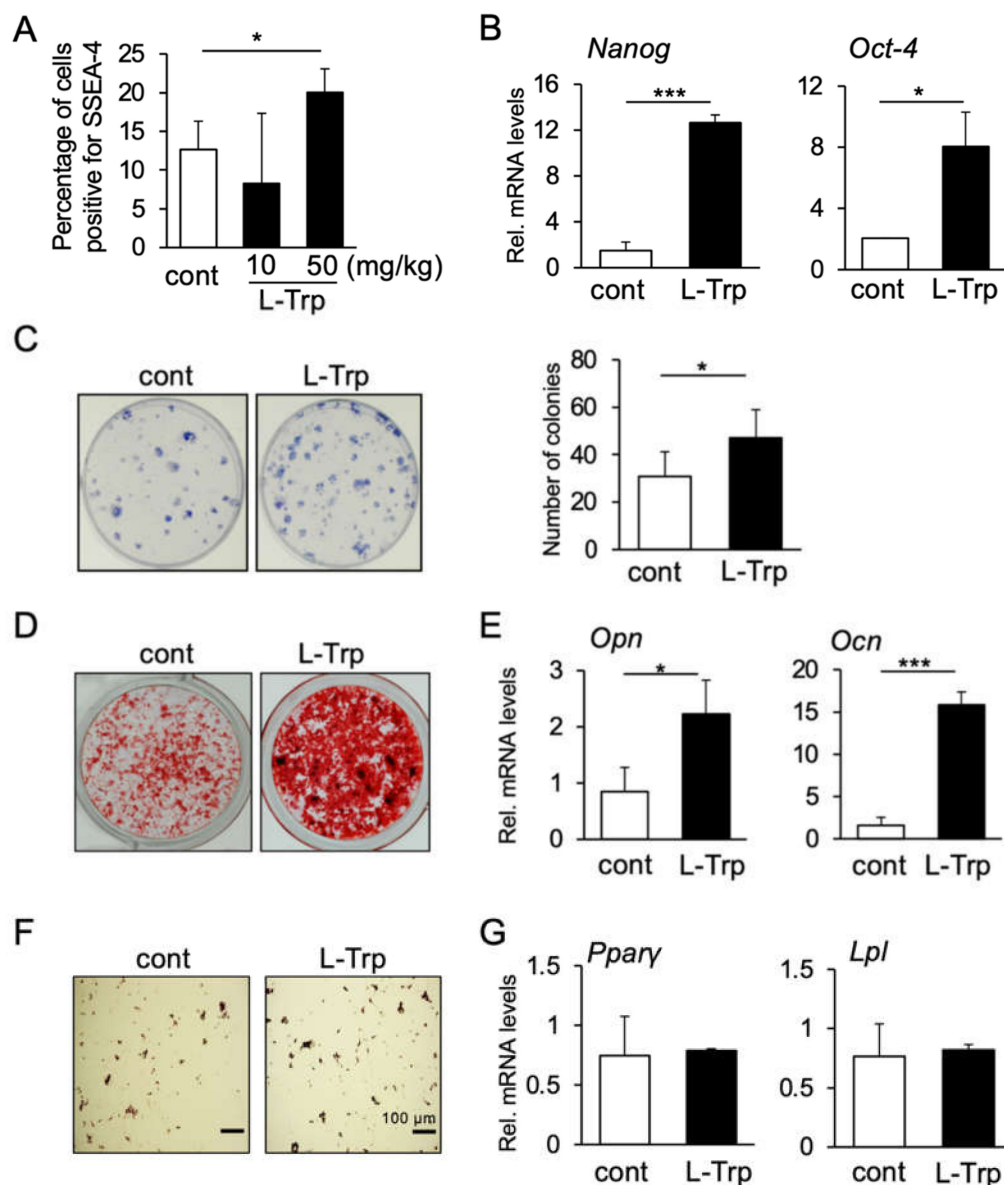 A
Percentage of cells
positive for SSEA-4
25
20
15
10
5
0
*
cont
10
50
(mg/kg)
L-Trp
B
Nanog
Rel. mRNA levels
16
12
8
4
0
***
cont
L-Trp
Oct-4
12
8
4
0
*
cont
L-Trp
C
cont
L-Trp
Number of colonies
80
60
40
20
0
*
cont
L-Trp
D
cont
L-Trp
E
Opn
Rel. mRNA levels
3
2
1
0
*
cont
L-Trp
Ocn
20
15
10
5
0
***
cont
L-Trp
F
cont
L-Trp
100 µm
G
Pparγ
Rel. mRNA levels
1.5
1
0.5
0
cont
L-Trp
Lpl
1.5
1
0.5
0
cont
L-Trp